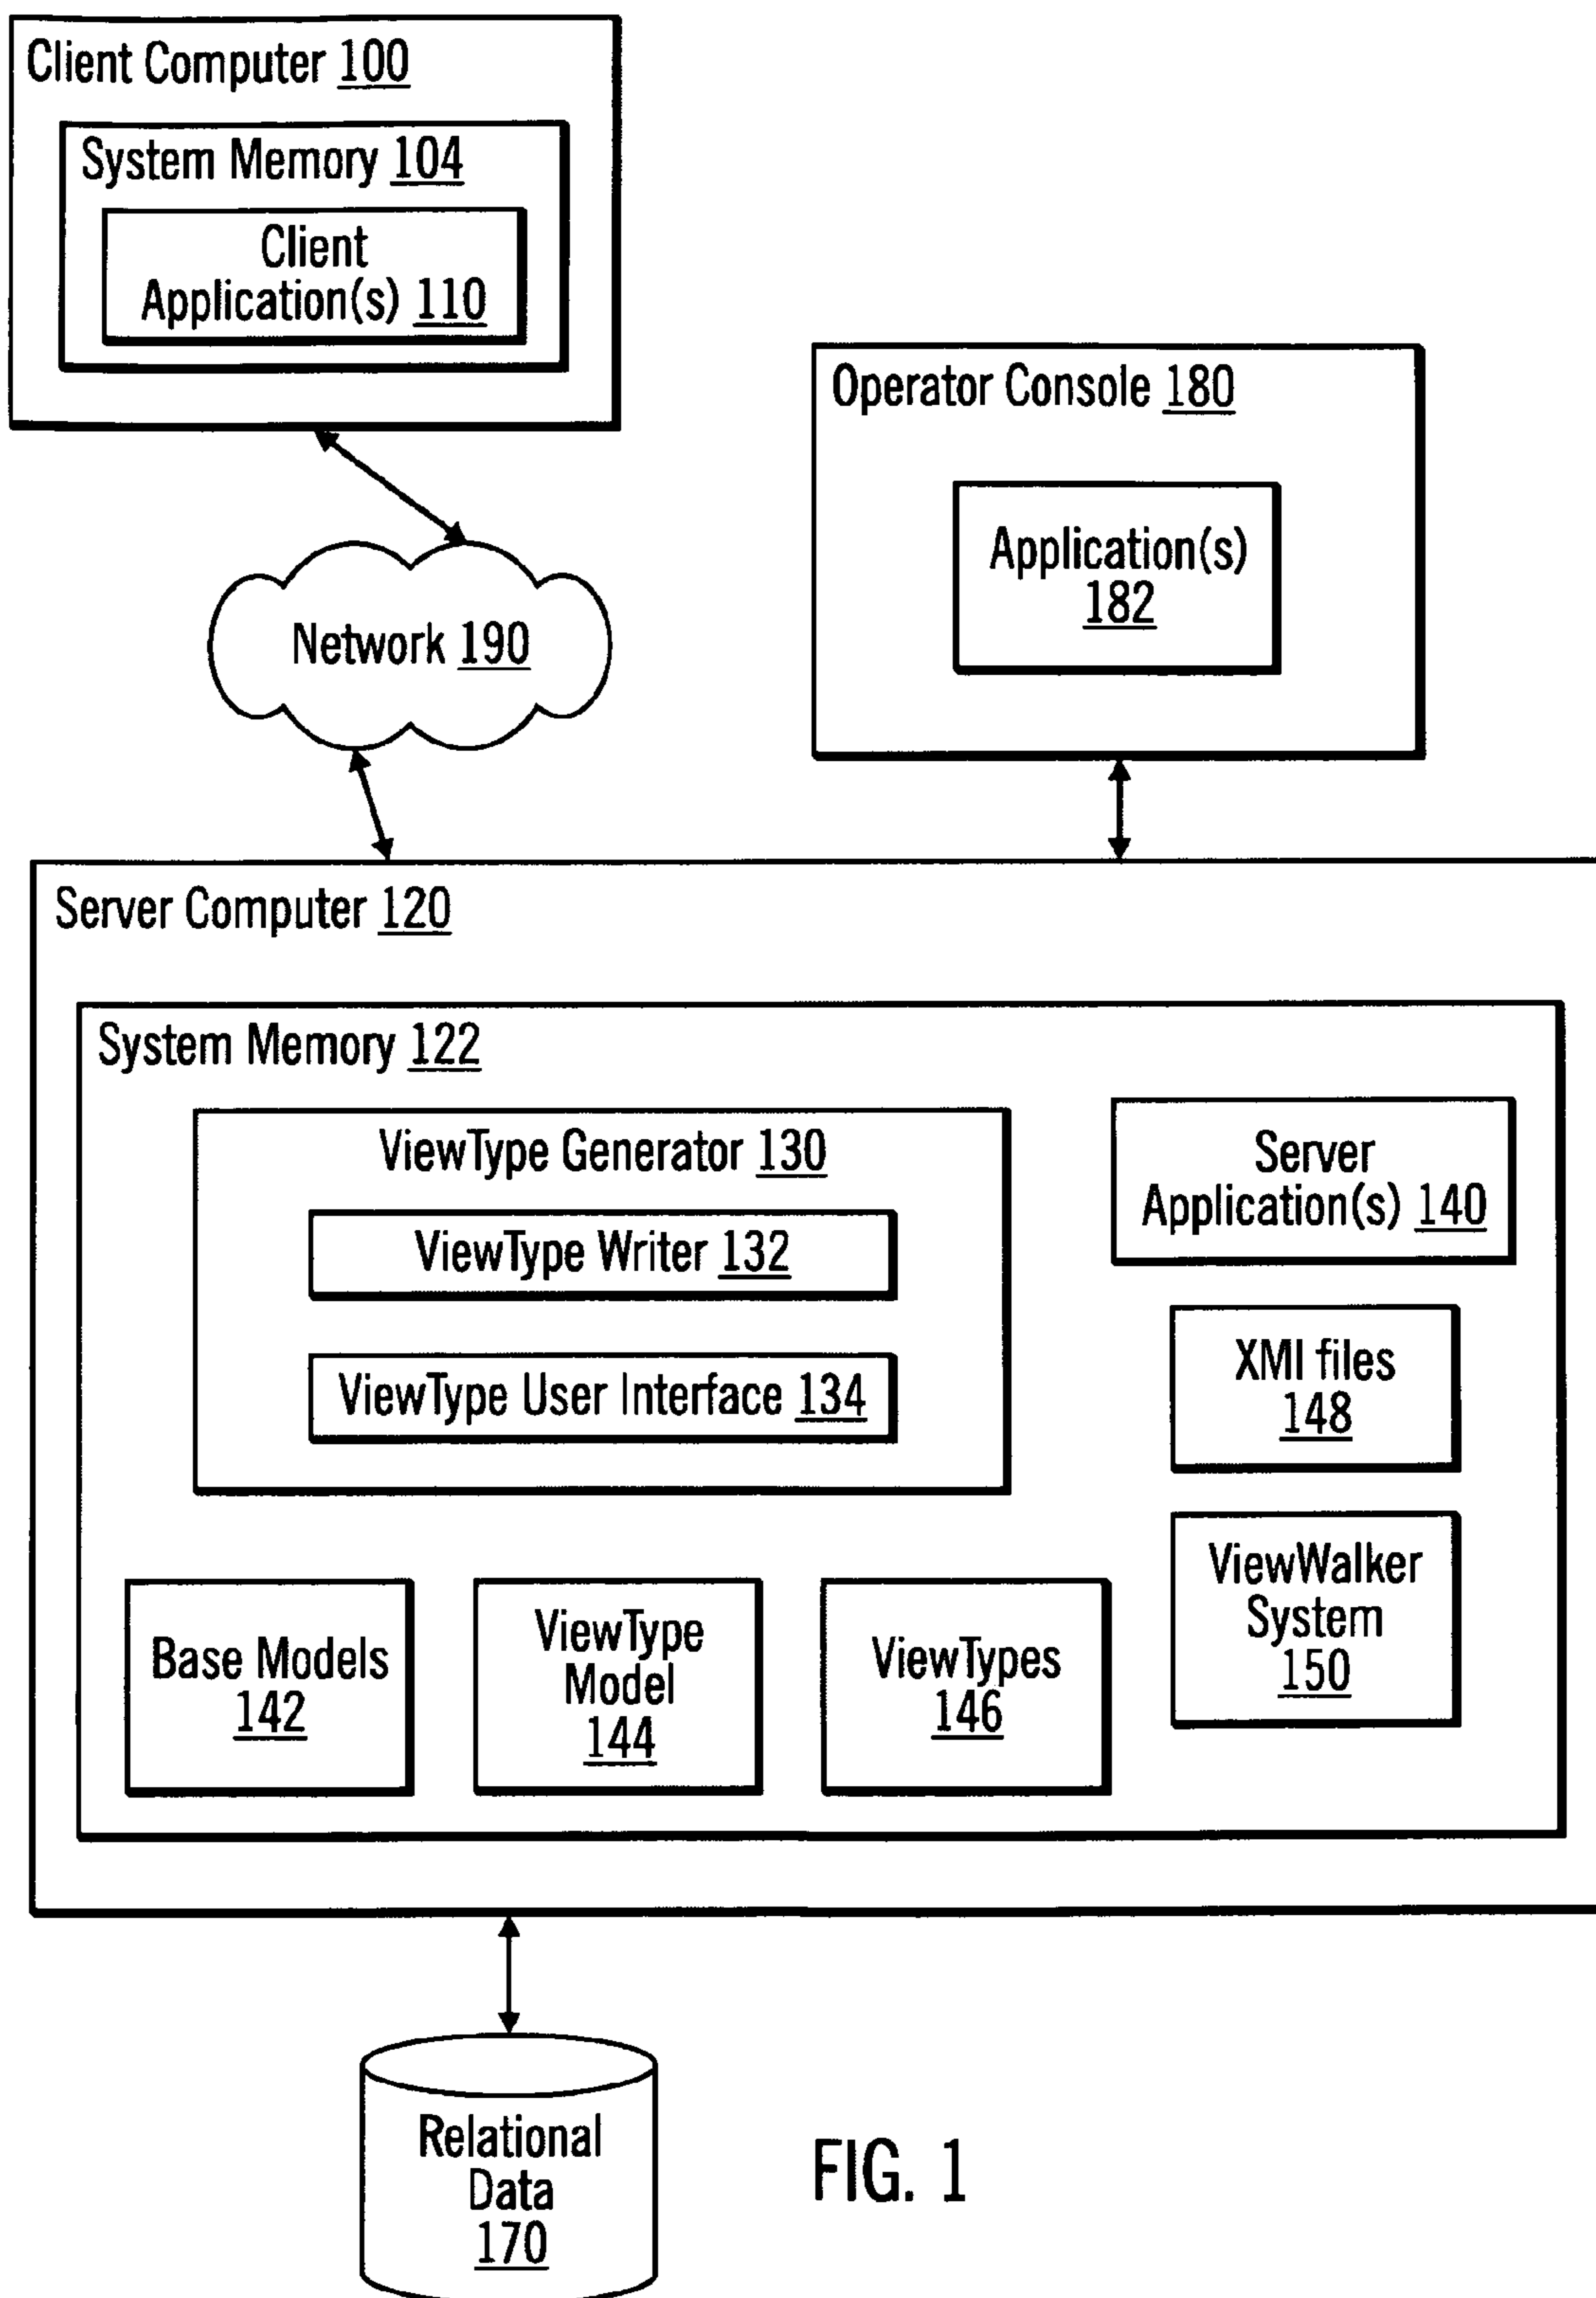 Client Computer 100
System Memory 104
Client
Application(s) 110
Operator Console 180
Application(s)
182
Network 190
Server Computer 120
System Memory 122
ViewType Generator 130
ViewType Writer 132
ViewType User Interface 134
Server
Application(s) 140
XMI files
148
ViewWalker
System
150
Base Models
142
ViewType
Model
144
ViewTypes
146
Relational
Data
170
FIG. 1